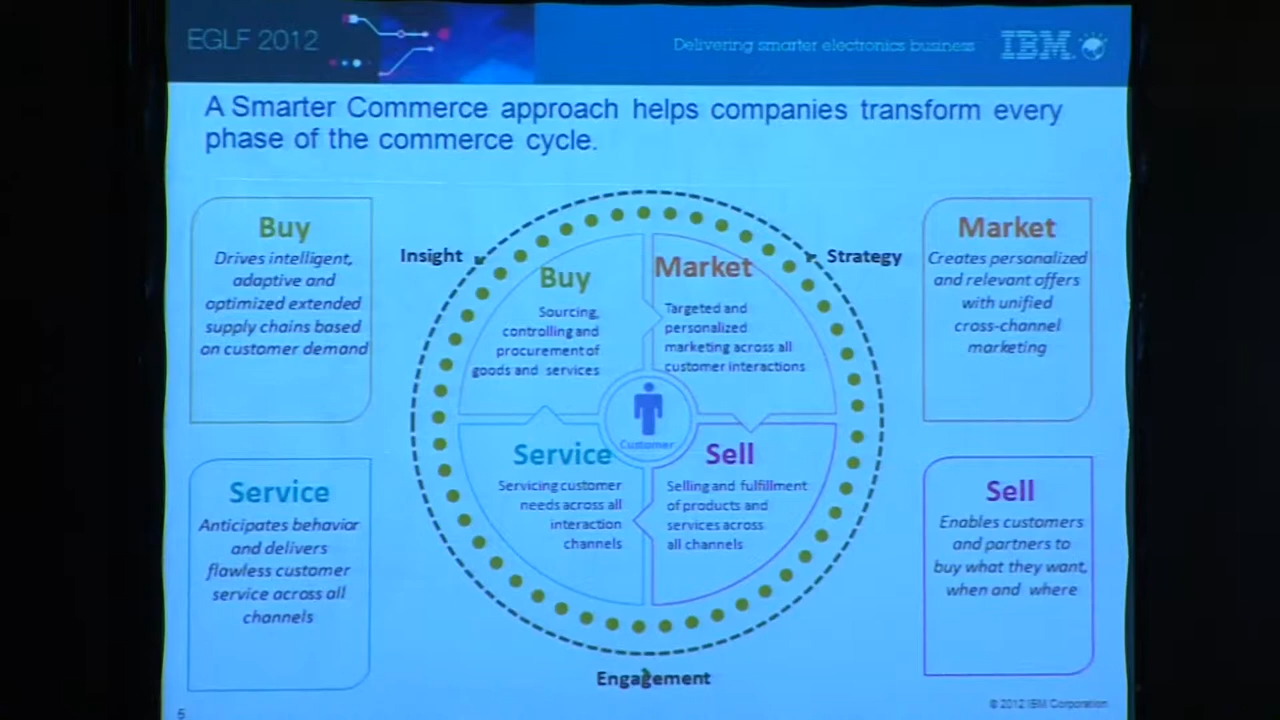 EGLF 2012
Delivering smarter electronics business
IBM
A Smarter Commerce approach helps companies transform every
phase of the commerce cycle.
Buy
Drives intelligent,
adaptive and
optimized extended
supply chains based
on customer demand
Insight
Strategy
Buy
Sourcing,
controlling and
procurement of
goods and services
Market
Targeted and
personalized
marketing across all
customer interactions
Market
Creates personalized
and relevant offers
with unified
cross-channel
marketing
Customer
Service
Anticipates behavior
and delivers
flawless customer
service across all
channels
Service
Servicing customer
needs across all
interaction
channels
Sell
Selling and fulfillment
of products and
services across
all channels
Sell
Enables customers
and partners to
buy what they want,
when and where
Engagement
5
© 2012 IBM Corporation